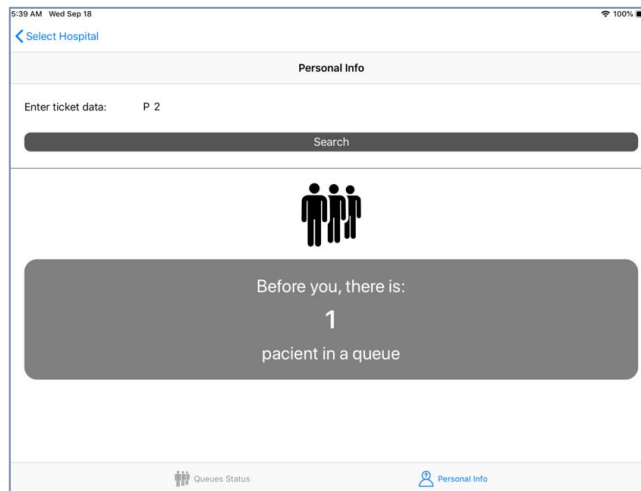 5:39 AM Wed Sep 18 100%
Select Hospital
Personal Info
Enter ticket data: P 2
Search
Before you, there is:
1
pacient in a queue
Queues Status Personal Info